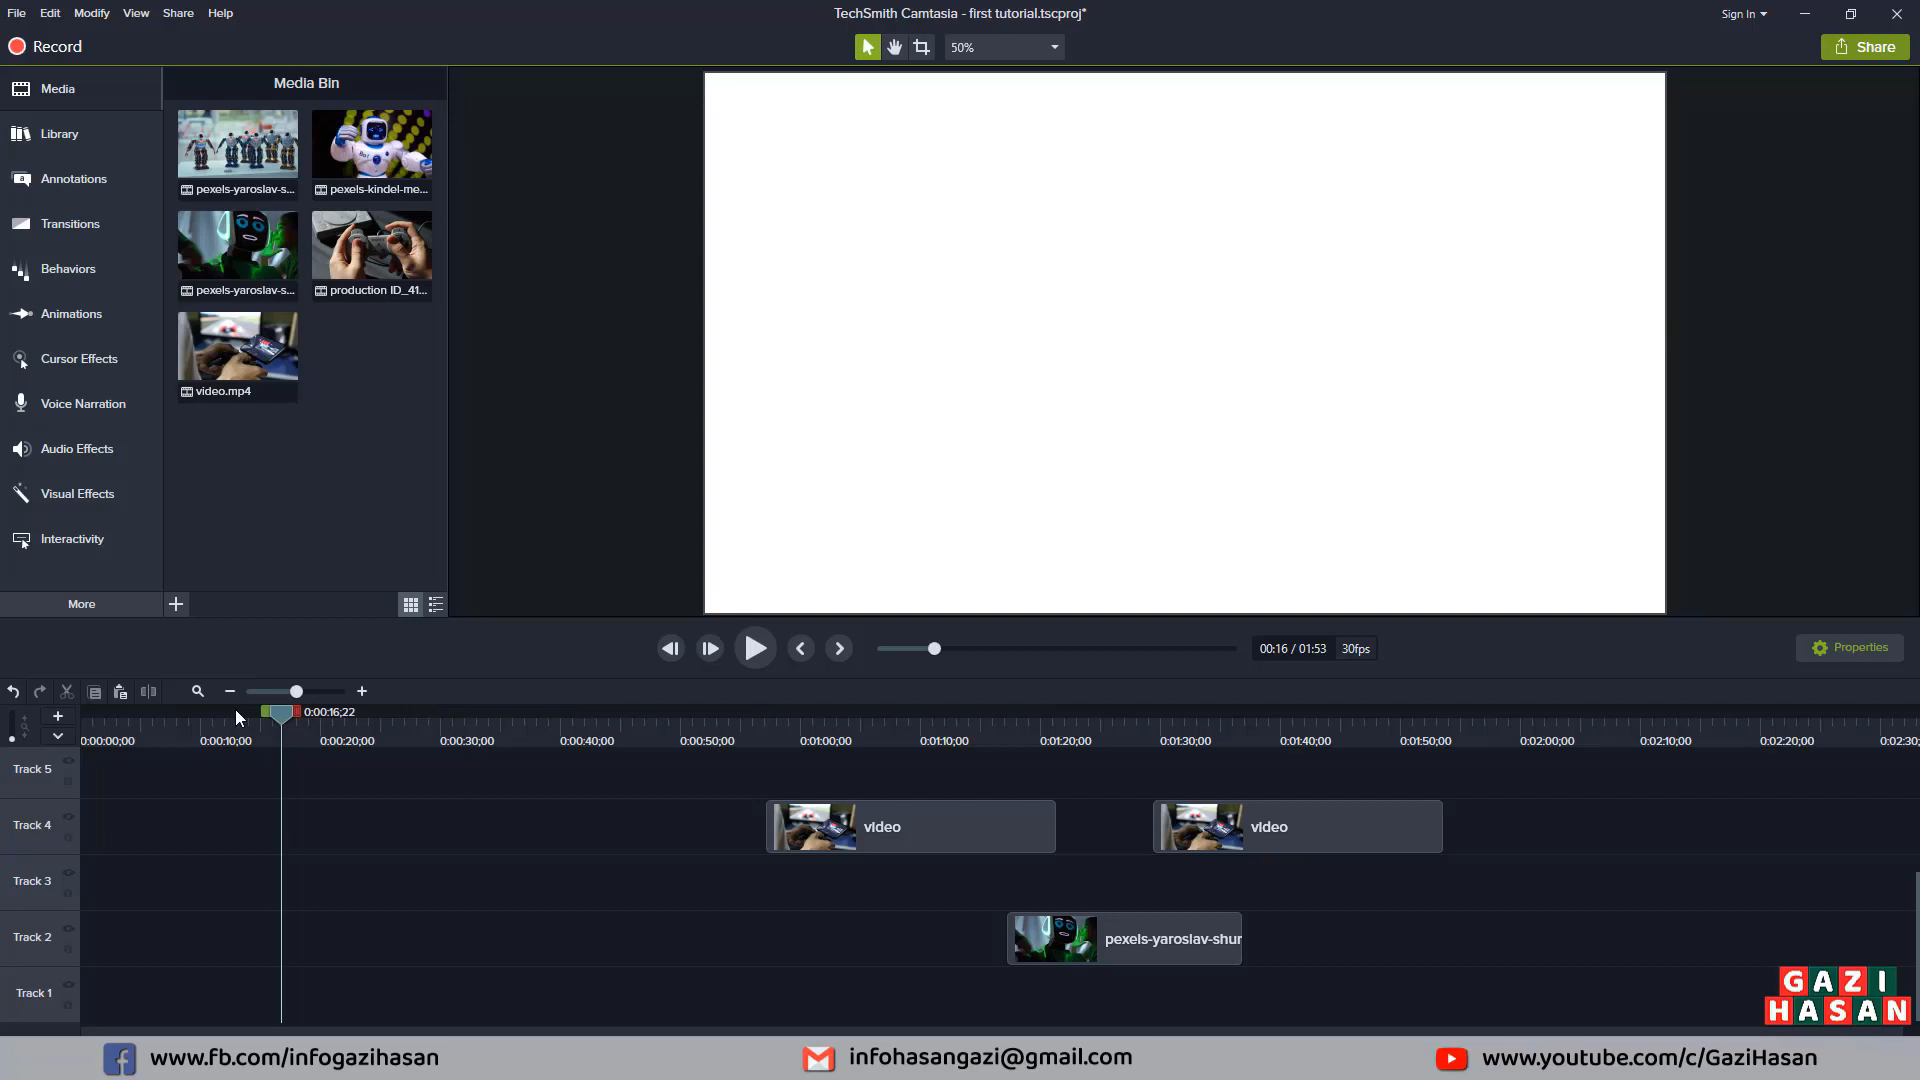 File Edit Modify View Share Help
TechSmith Camtasia - first tutorial.tscproj*
Sign In
Record
50%
Share
Media
Library
Annotations
Transitions
Behaviors
Animations
Cursor Effects
Voice Narration
Audio Effects
Visual Effects
Interactivity
More
Media Bin
pexels-yaroslav-s... pexels-kindel-me...
pexels-yaroslav-s... production ID_41...
video.mp4
00:16 / 01:53 30fps
Properties
0:00:16;22
0:00:00;00 0:00:10;00 0:00:20;00 0:00:30;00 0:00:40;00 0:00:50;00 0:01:00;00 0:01:10;00 0:01:20;00 0:01:30;00 0:01:40;00 0:01:50;00 0:02:00;00 0:02:10;00 0:02:20;00 0:02:30;
Track 5
Track 4 video video
Track 3
Track 2 pexels-yaroslav-shur
Track 1
GAZI
HASAN
www.fb.com/infogazihasan infohasangazi@gmail.com www.youtube.com/c/GaziHasan